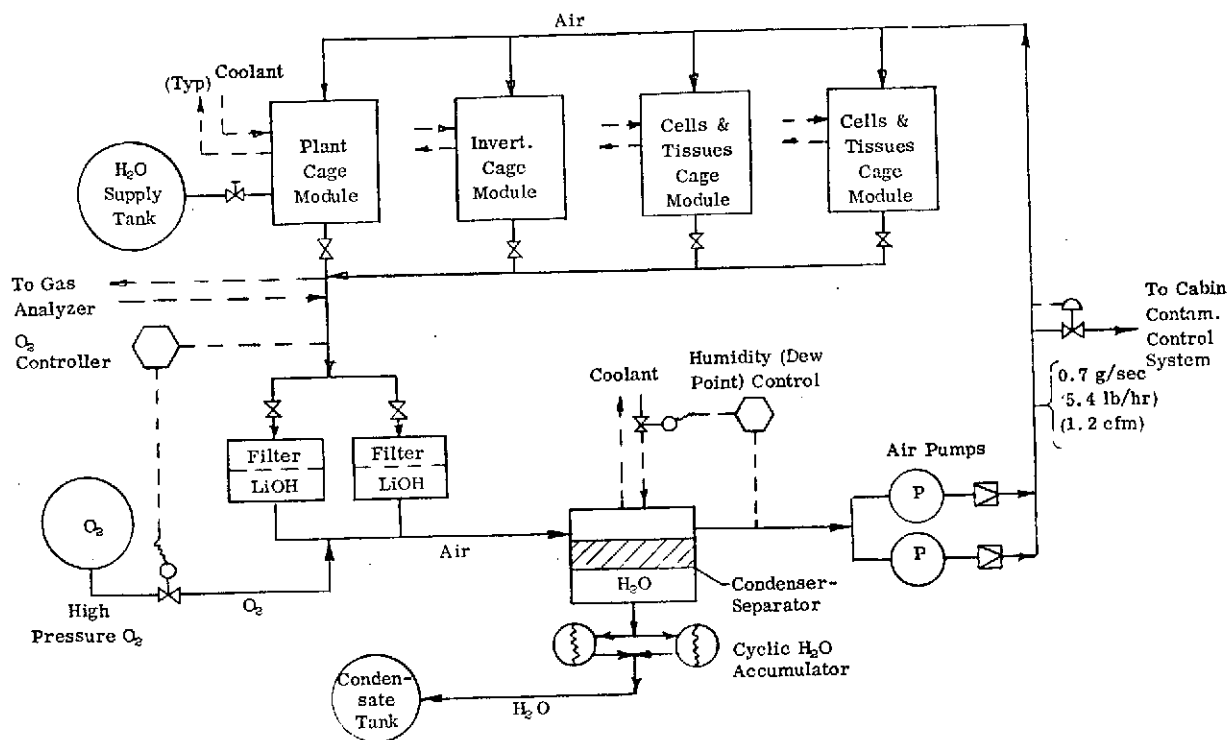 Air
(Typ)
Coolant
Plant
Cage
Module
Invert.
Cage
Module
Cells &
Tissues
Cage
Module
Cells &
Tissues
Cage
Module
H₂O
Supply
Tank
To Gas
Analyzer
O₂
Controller
To Cabin
Contam.
Control
System
Humidity (Dew
Point) Control
Coolant
0.7 g/sec
5.4 lb/hr)
(1.2 cfm)
Filter
LiOH
Filter
LiOH
Air Pumps
P
P
O₂
Air
H₂O
Condenser-
Separator
High
Pressure O₂
O₂
Cyclic H₂O
Accumulator
Conden-
sate
Tank
H₂O